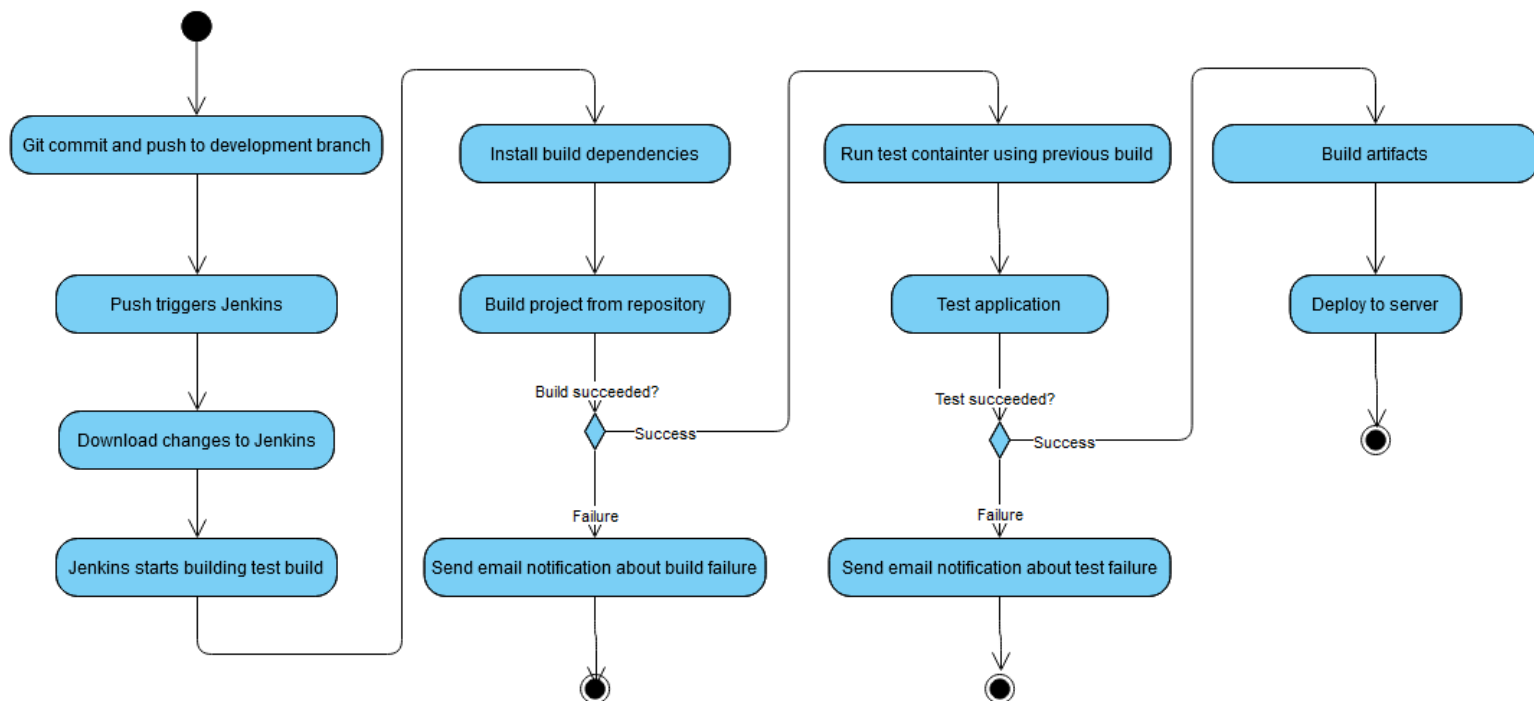 Git commit and push to development branch
Push triggers Jenkins
Download changes to Jenkins
Jenkins starts building test build
Install build dependencies
Build project from repository
Build succeeded?
Success
Failure
Send email notification about build failure
Run test containter using previous build
Test application
Test succeeded?
Success
Failure
Send email notification about test failure
Build artifacts
Deploy to server